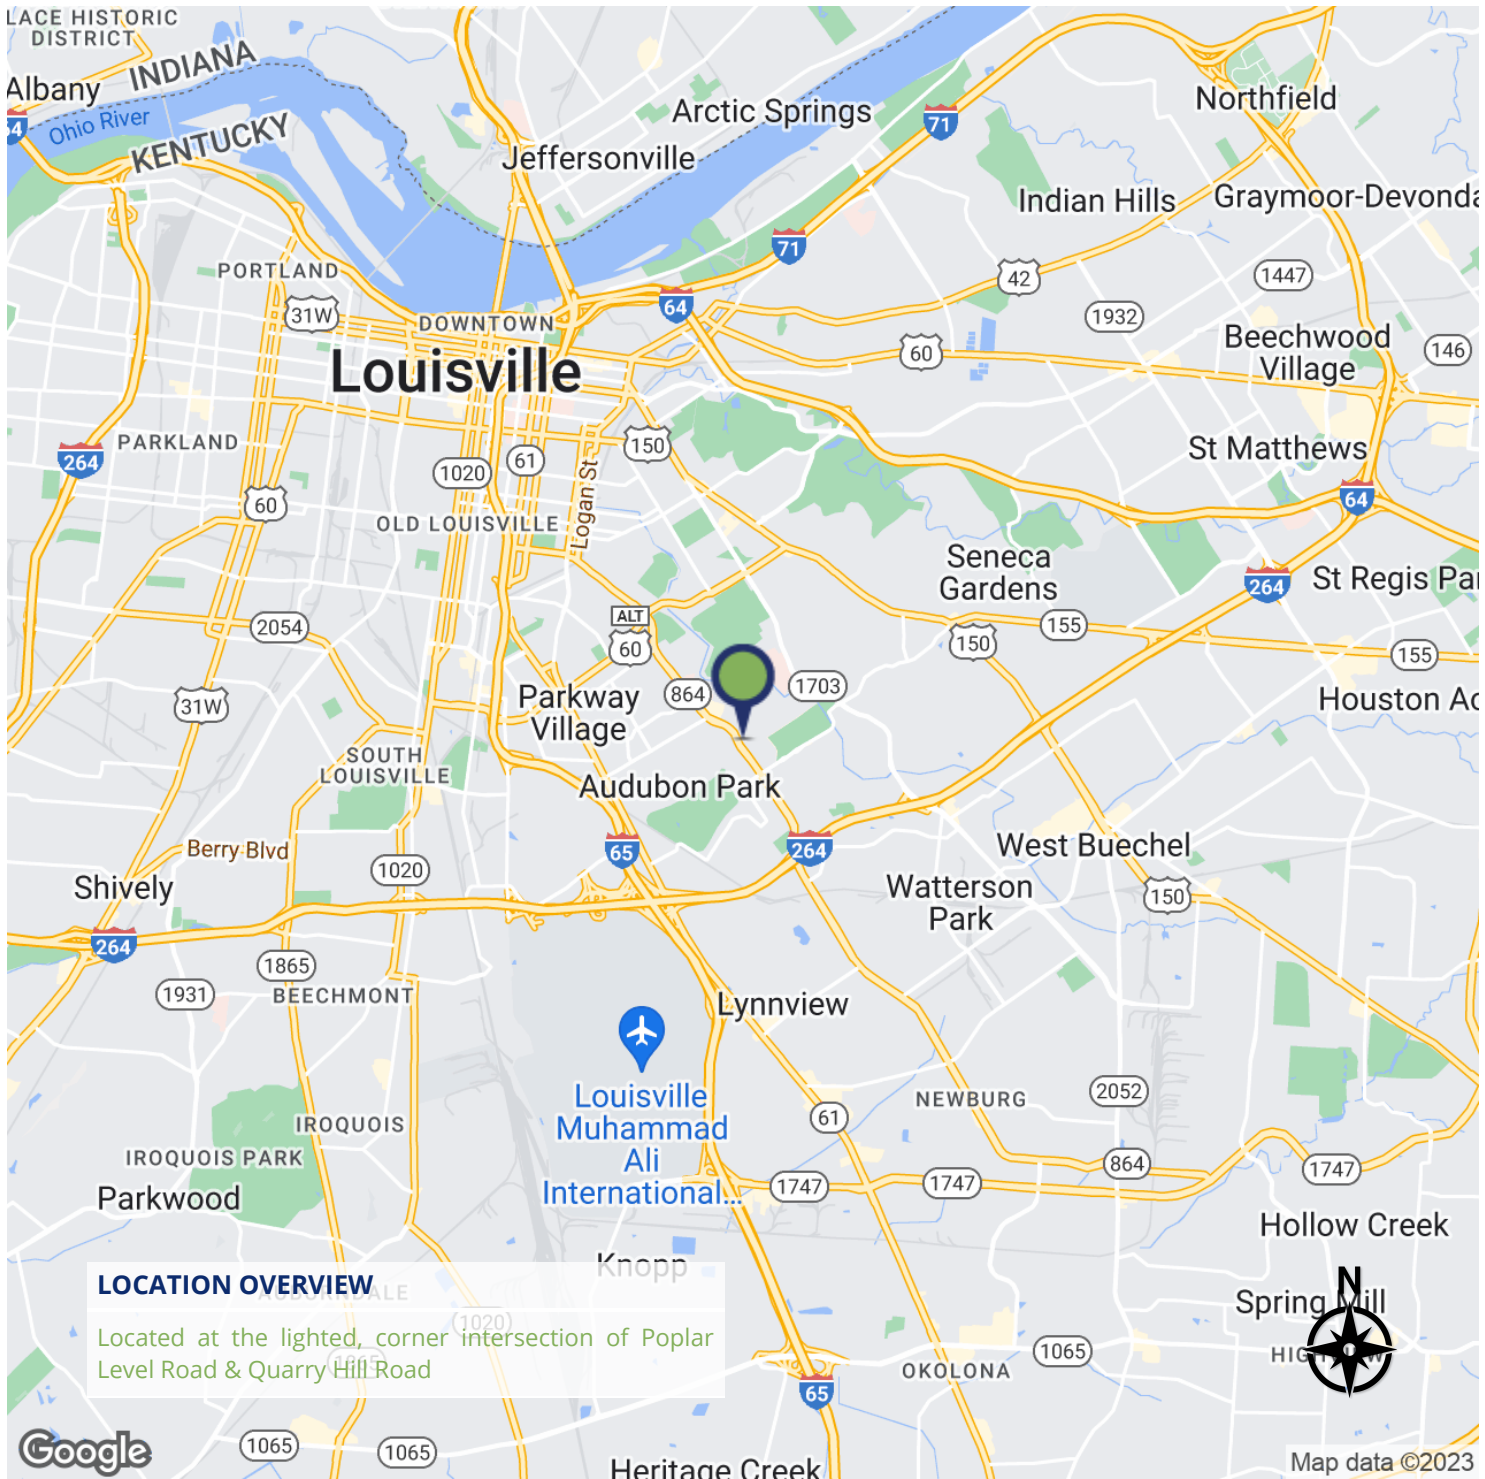 LACE HISTORIC
DISTRICT
INDIANA
Albany
64
Ohio River
KENTUCKY
Arctic Springs
71
Northfield
Jeffersonville
Indian Hills
Graymoor-Devonda
71
PORTLAND
42
1447
31W
64
DOWNTOWN
1932
Louisville
60
Beechwood
Village
146
PARKLAND
264
150
St Matthews
1020
61
60
Logan St
64
OLD LOUISVILLE
Seneca
Gardens
264
St Regis Par
ALT
2054
60
150
155
155
31W
Parkway
Village
864
1703
Houston Ac
SOUTH
LOUISVILLE
Audubon Park
Berry Blvd
65
264
West Buechel
Shively
1020
Watterson
Park
150
264
1865
1931
BEECHMONT
Lynnview
Louisville
Muhammad
Ali
International...
NEWBURG
2052
61
IROQUOIS
IROQUOIS PARK
864
1747
1747
1747
Parkwood
Hollow Creek
Knopp
LOCATION OVERVIEW
AUBURNDALE
N
Spring Mill
1020
Located at the lighted, corner intersection of Poplar
Level Road & Quarry Hill Road
1865
1065
HIGHVIEW
OKOLONA
65
Google
1065
1065
Map data ©2023
Heritage Creek